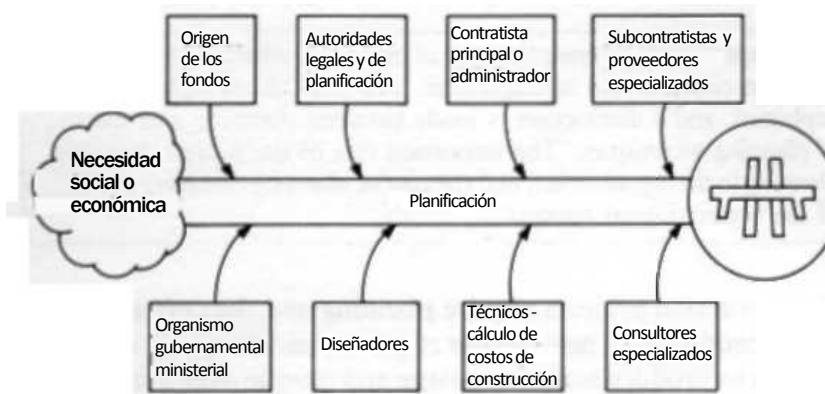 Origen
de los
fondos
Autoridades
legales y de
planificación
Contratista
principal o
administrador
Subcontratistas y
proveedores
especializados
Necesidad
social o
económica
Planificación
Organismo
gubernamental
ministerial
Diseñadores
Técnicos -
cálculo de
costos de
construcción
Consultores
especializados